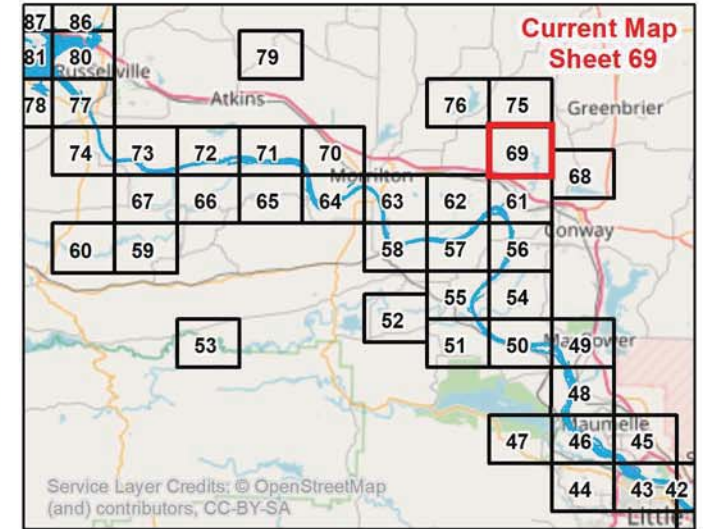 87 86
Current Map
Sheet 69
81 80
79
Russellville
78 77
Atkins
76 75
Greenbrier
74 73 72 71 70
69
Morrilton
68
67 66 65 64 63 62 61
Conway
60 59
58 57 56
55 54
52
53
51 50 49
Mayflower
48
Maumelle
47 46 45
Service Layer Credits: © OpenStreetMap
(and) contributors, CC-BY-SA
44 43 42
Little